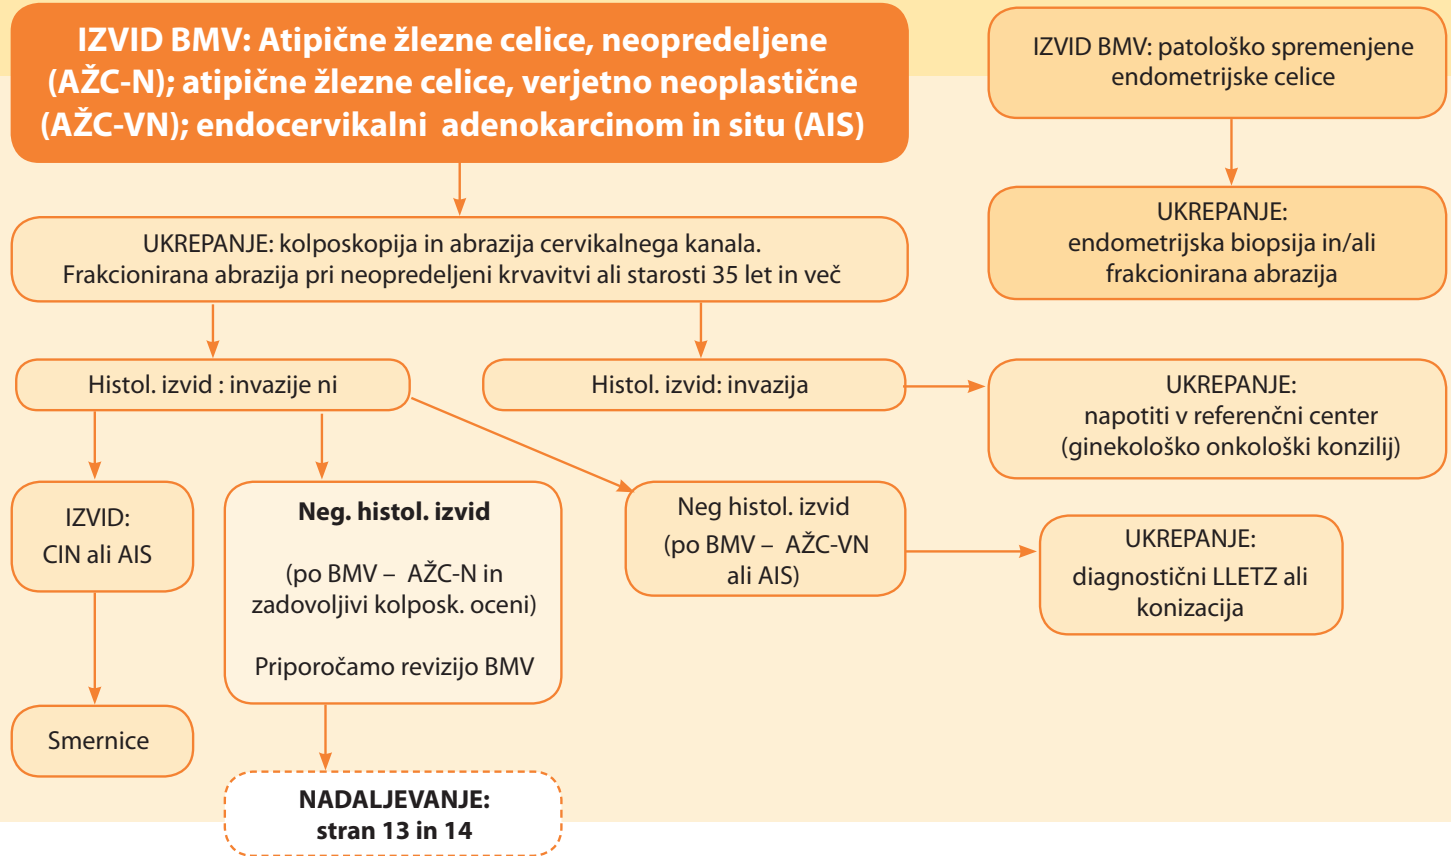 IZVID BMV: Atipične žlezne celice, neopredeljene
(AŽC-N); atipične žlezne celice, verjetno neoplastične
(AŽC-VN); endocervikalni adenokarcinom in situ (AIS)
IZVID BMV: patološko spremenjene
endometrijske celice
UKREPANJE: kolposkopija in abrazija cervikalnega kanala.
Frakcionirana abrazija pri neopredeljeni krvavitvi ali starosti 35 let in več
UKREPANJE:
endometrijska biopsija in/ali
frakcionirana abrazija
Histol. izvid : invazije ni
Histol. izvid: invazija
UKREPANJE:
napotiti v referenčni center
(ginekološko onkološki konzilij)
IZVID:
CIN ali AIS
Neg. histol. izvid
(po BMV – AŽC-N in
zadovoljivi kolposk. oceni)
Priporočamo revizijo BMV
Neg histol. izvid
(po BMV – AŽC-VN
ali AIS)
UKREPANJE:
diagnostični LLETZ ali
konizacija
Smernice
NADALJEVANJE:
stran 13 in 14